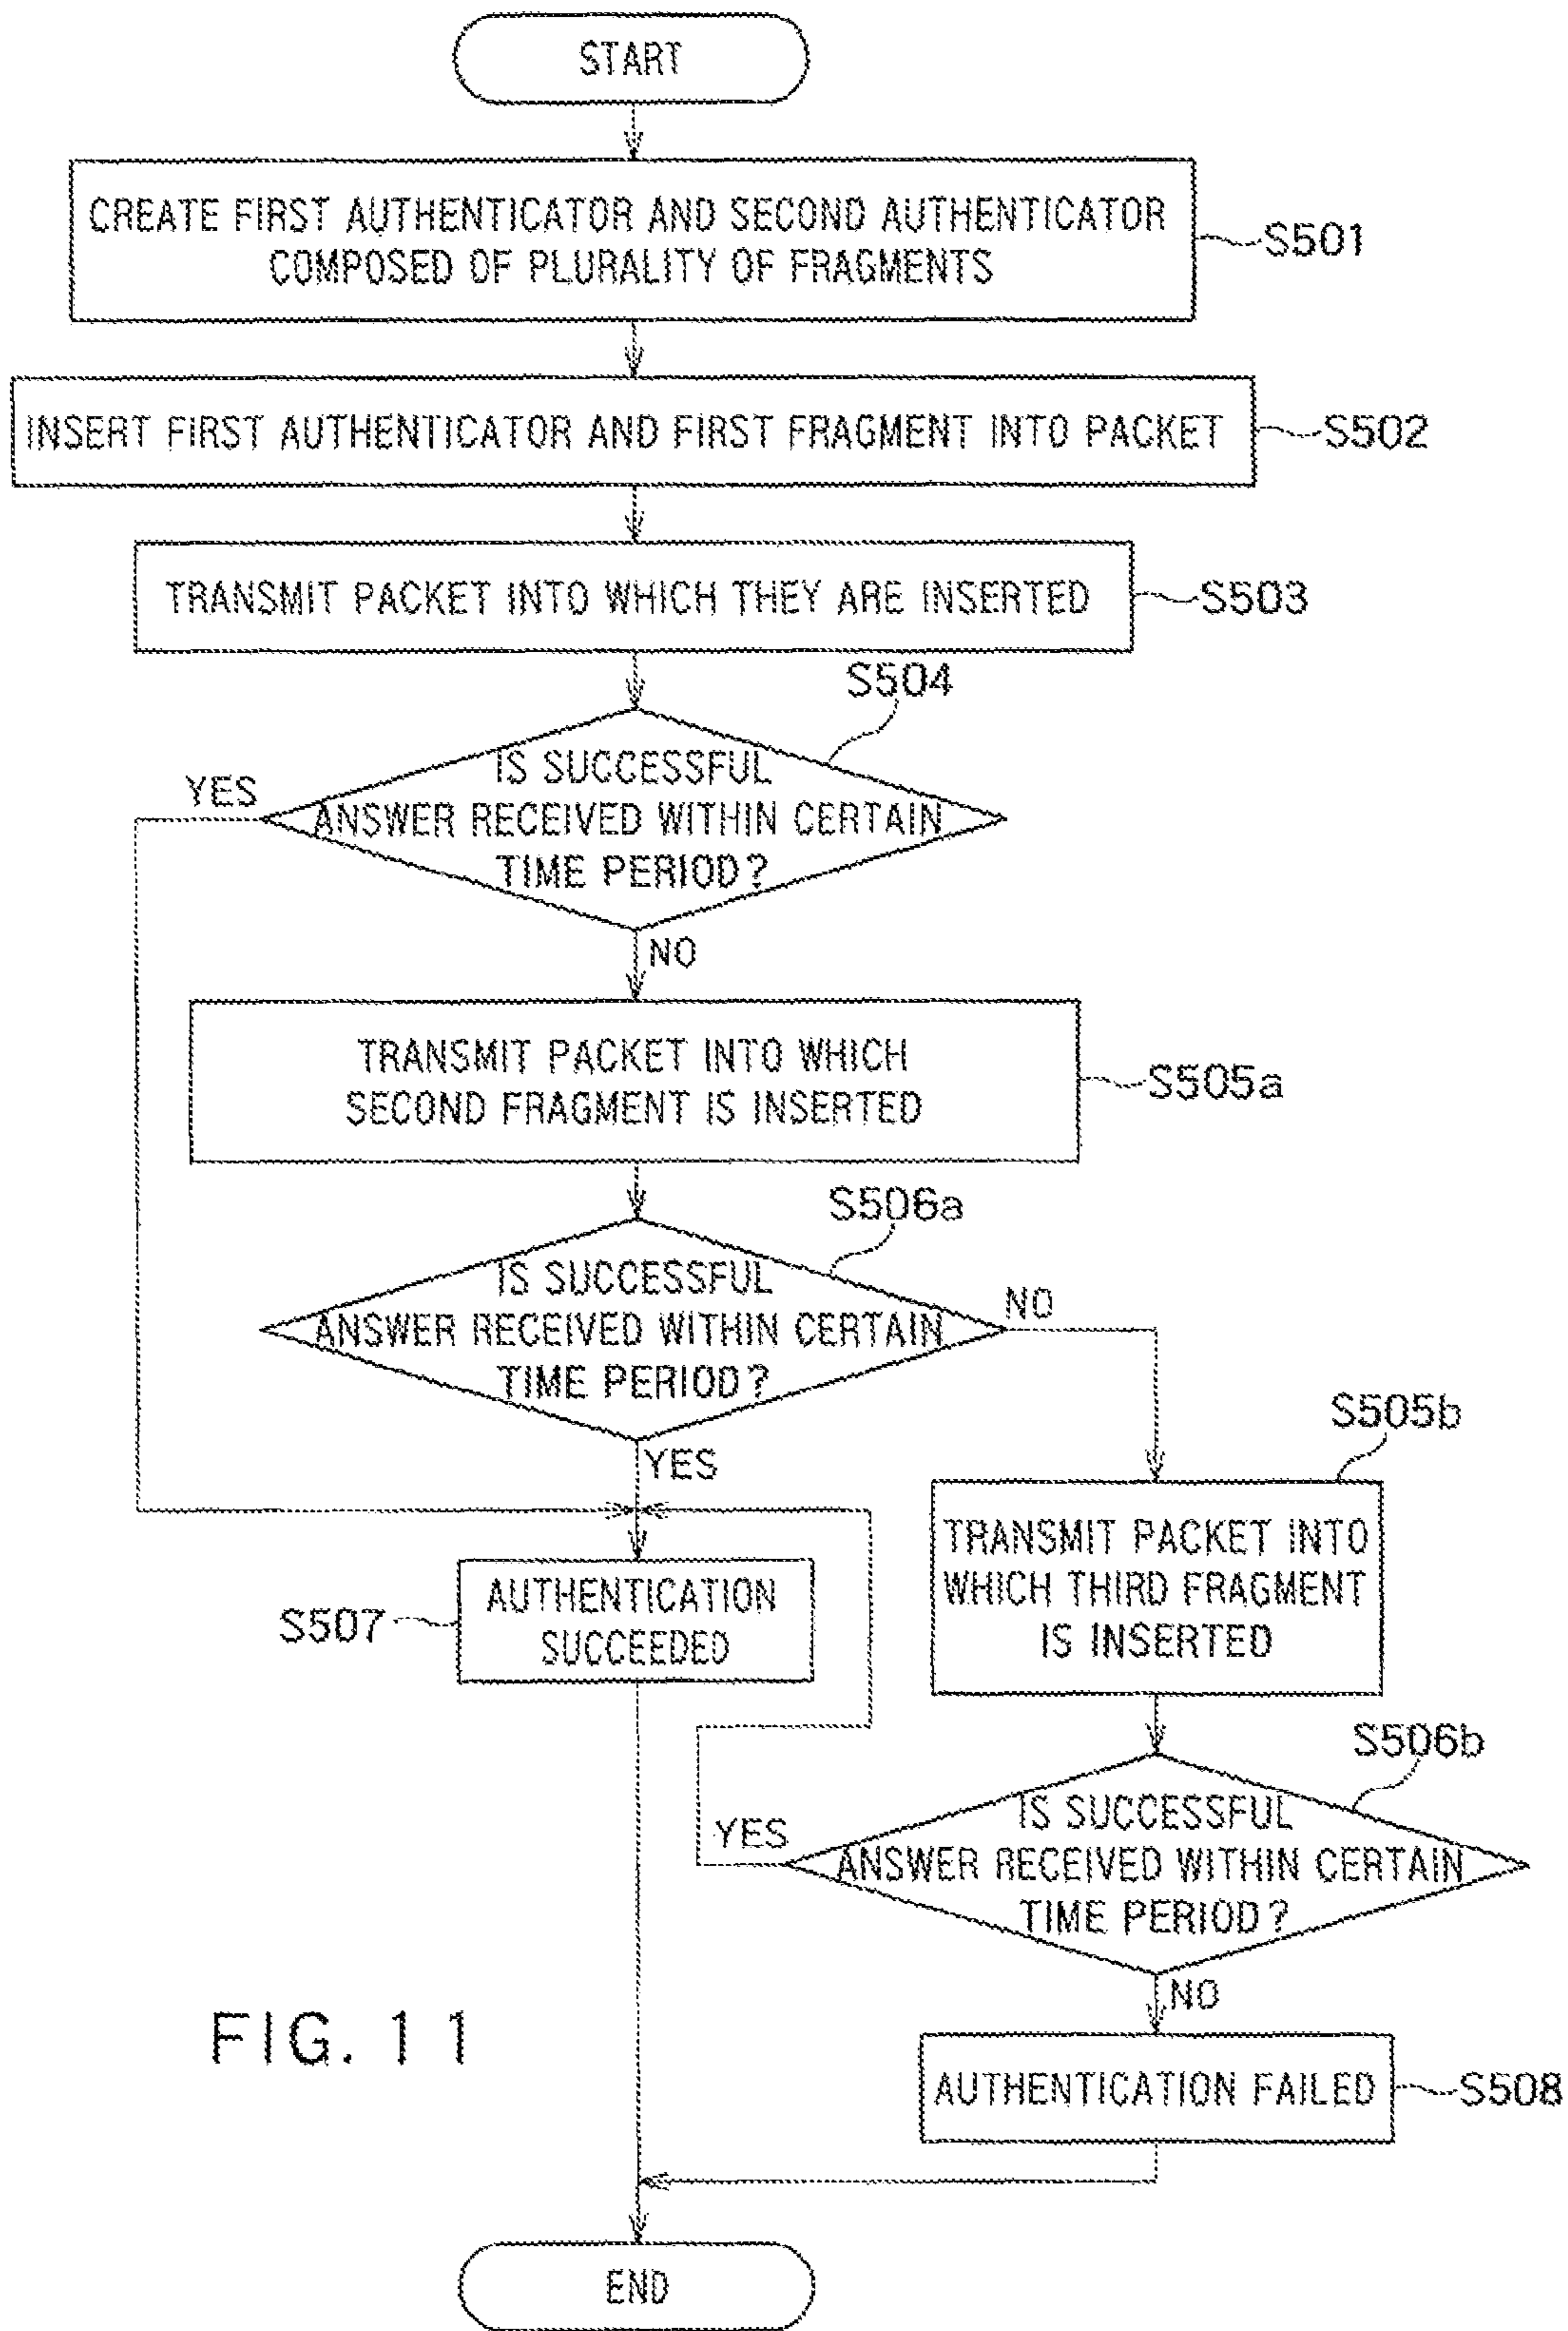 START
CREATE FIRST AUTHENTICATOR AND SECOND AUTHENTICATOR
COMPOSED OF PLURALITY OF FRAGMENTS
S501
INSERT FIRST AUTHENTICATOR AND FIRST FRAGMENT INTO PACKET
S502
TRANSMIT PACKET INTO WHICH THEY ARE INSERTED
S503
S504
IS SUCCESSFUL
ANSWER RECEIVED WITHIN CERTAIN
TIME PERIOD?
YES
NO
TRANSMIT PACKET INTO WHICH
SECOND FRAGMENT IS INSERTED
S505a
S506a
IS SUCCESSFUL
ANSWER RECEIVED WITHIN CERTAIN
TIME PERIOD?
NO
YES
S505b
TRANSMIT PACKET INTO
WHICH THIRD FRAGMENT
IS INSERTED
AUTHENTICATION
SUCCEEDED
S507
S506b
IS SUCCESSFUL
ANSWER RECEIVED WITHIN CERTAIN
TIME PERIOD?
YES
NO
AUTHENTICATION FAILED
S508
FIG. 11
END